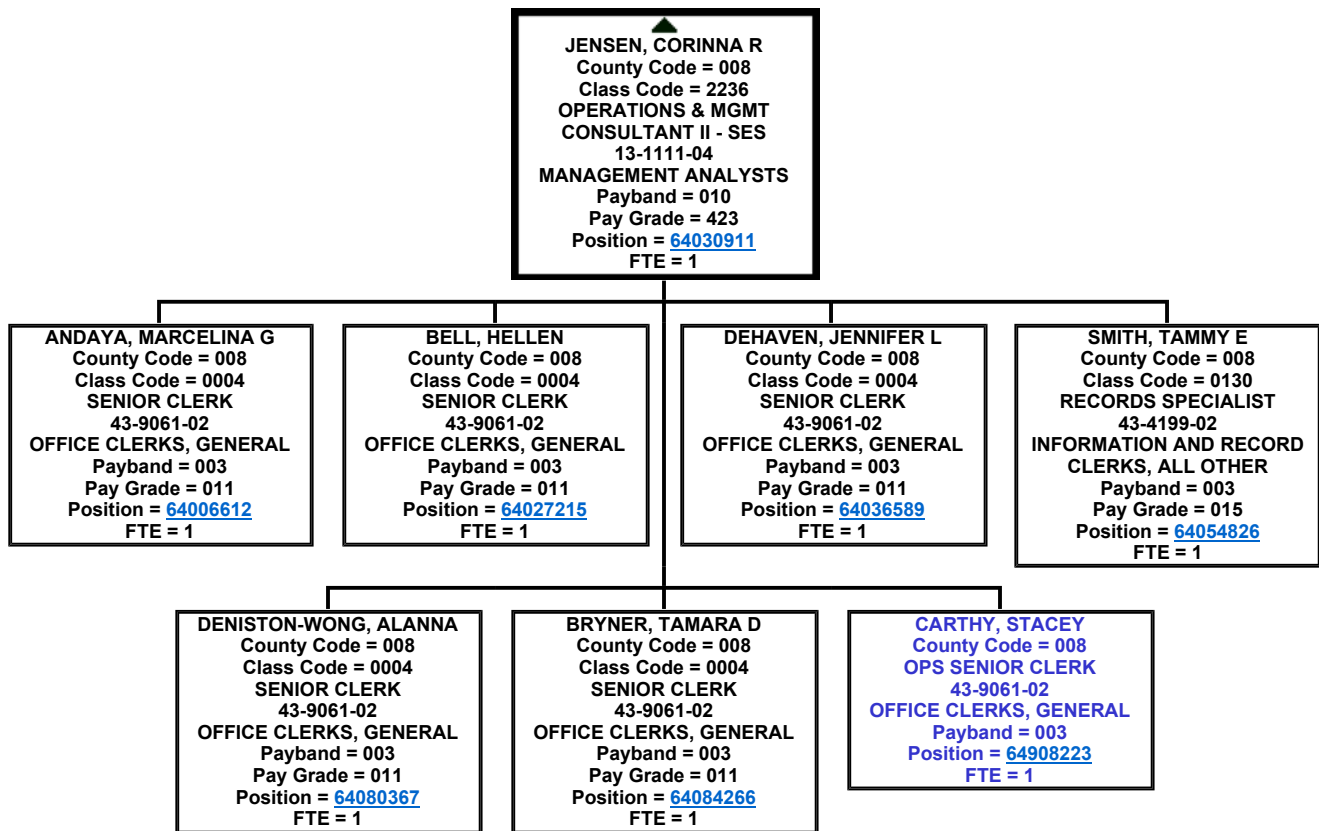 JENSEN, CORINNA R
County Code = 008
Class Code = 2236
OPERATIONS & MGMT
CONSULTANT II - SES
13-1111-04
MANAGEMENT ANALYSTS
Payband = 010
Pay Grade = 423
Position = 64030911
FTE = 1
ANDAYA, MARCELINA G
County Code = 008
Class Code = 0004
SENIOR CLERK
43-9061-02
OFFICE CLERKS, GENERAL
Payband = 003
Pay Grade = 011
Position = 64006612
FTE = 1
BELL, HELLEN
County Code = 008
Class Code = 0004
SENIOR CLERK
43-9061-02
OFFICE CLERKS, GENERAL
Payband = 003
Pay Grade = 011
Position = 64027215
FTE = 1
DEHAVEN, JENNIFER L
County Code = 008
Class Code = 0004
SENIOR CLERK
43-9061-02
OFFICE CLERKS, GENERAL
Payband = 003
Pay Grade = 011
Position = 64036589
FTE = 1
SMITH, TAMMY E
County Code = 008
Class Code = 0130
RECORDS SPECIALIST
43-4199-02
INFORMATION AND RECORD
CLERKS, ALL OTHER
Payband = 003
Pay Grade = 015
Position = 64054826
FTE = 1
DENISTON-WONG, ALANNA
County Code = 008
Class Code = 0004
SENIOR CLERK
43-9061-02
OFFICE CLERKS, GENERAL
Payband = 003
Pay Grade = 011
Position = 64080367
FTE = 1
BRYNER, TAMARA D
County Code = 008
Class Code = 0004
SENIOR CLERK
43-9061-02
OFFICE CLERKS, GENERAL
Payband = 003
Pay Grade = 011
Position = 64084266
FTE = 1
CARTHY, STACEY
County Code = 008
OPS SENIOR CLERK
43-9061-02
OFFICE CLERKS, GENERAL
Payband = 003
Position = 64908223
FTE = 1